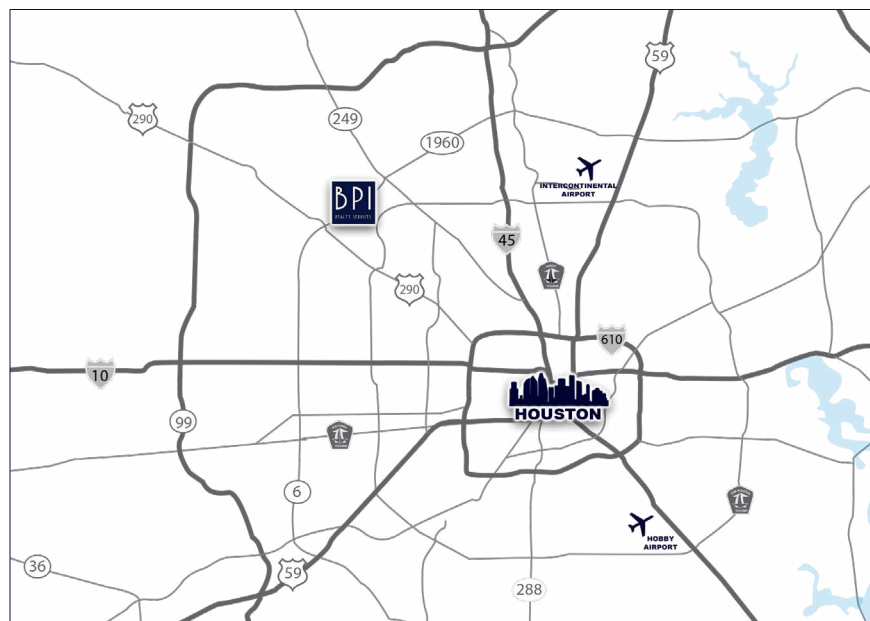 59
290
249
1960
INTERCONTINENTAL
AIRPORT
BPI
REALTY SERVICES
45
290
610
10
HOUSTON
99
6
HOBBY
AIRPORT
36
59
288